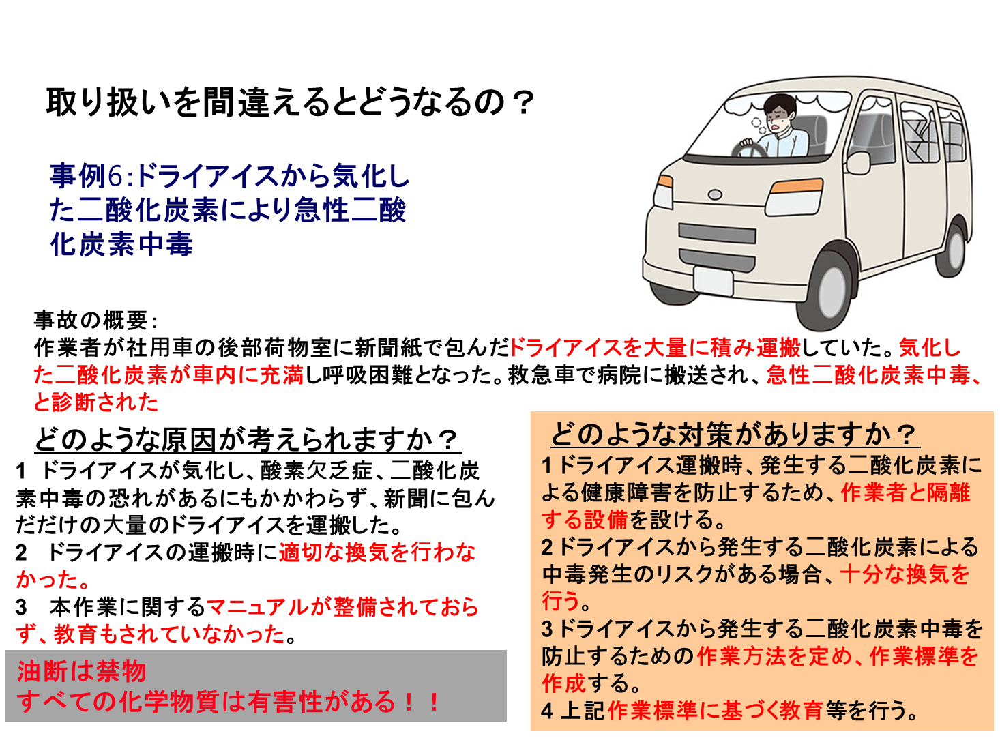 取り扱いを間違えるとどうなるの？
事例6:ドライアイスから気化し
た二酸化炭素により急性二酸
化炭素中毒
事故の概要：
作業者が社用車の後部荷物室に新聞紙で包んだドライアイスを大量に積み運搬していた。気化し
た二酸化炭素が車内に充満し呼吸困難となった。救急車で病院に搬送され、急性二酸化炭素中毒、
と診断された
どのような原因が考えられますか？
1 ドライアイスが気化し、酸素欠乏症、二酸化炭
素中毒の恐れがあるにもかかわらず、新聞に包ん
だだけの大量のドライアイスを運搬した。
2 ドライアイスの運搬時に適切な換気を行わな
かった。
3 本作業に関するマニュアルが整備されておら
ず、教育もされていなかった。
油断は禁物
すべての化学物質は有害性がある！！
どのような対策がありますか？
1ドライアイス運搬時、発生する二酸化炭素に
よる健康障害を防止するため、作業者と隔離
する設備を設ける。
2ドライアイスから発生する二酸化炭素による
中毒発生のリスクがある場合、十分な換気を
行う。
3ドライアイスから発生する二酸化炭素中毒を
防止するための作業方法を定め、作業標準を
作成する。
4 上記作業標準に基づく教育等を行う。